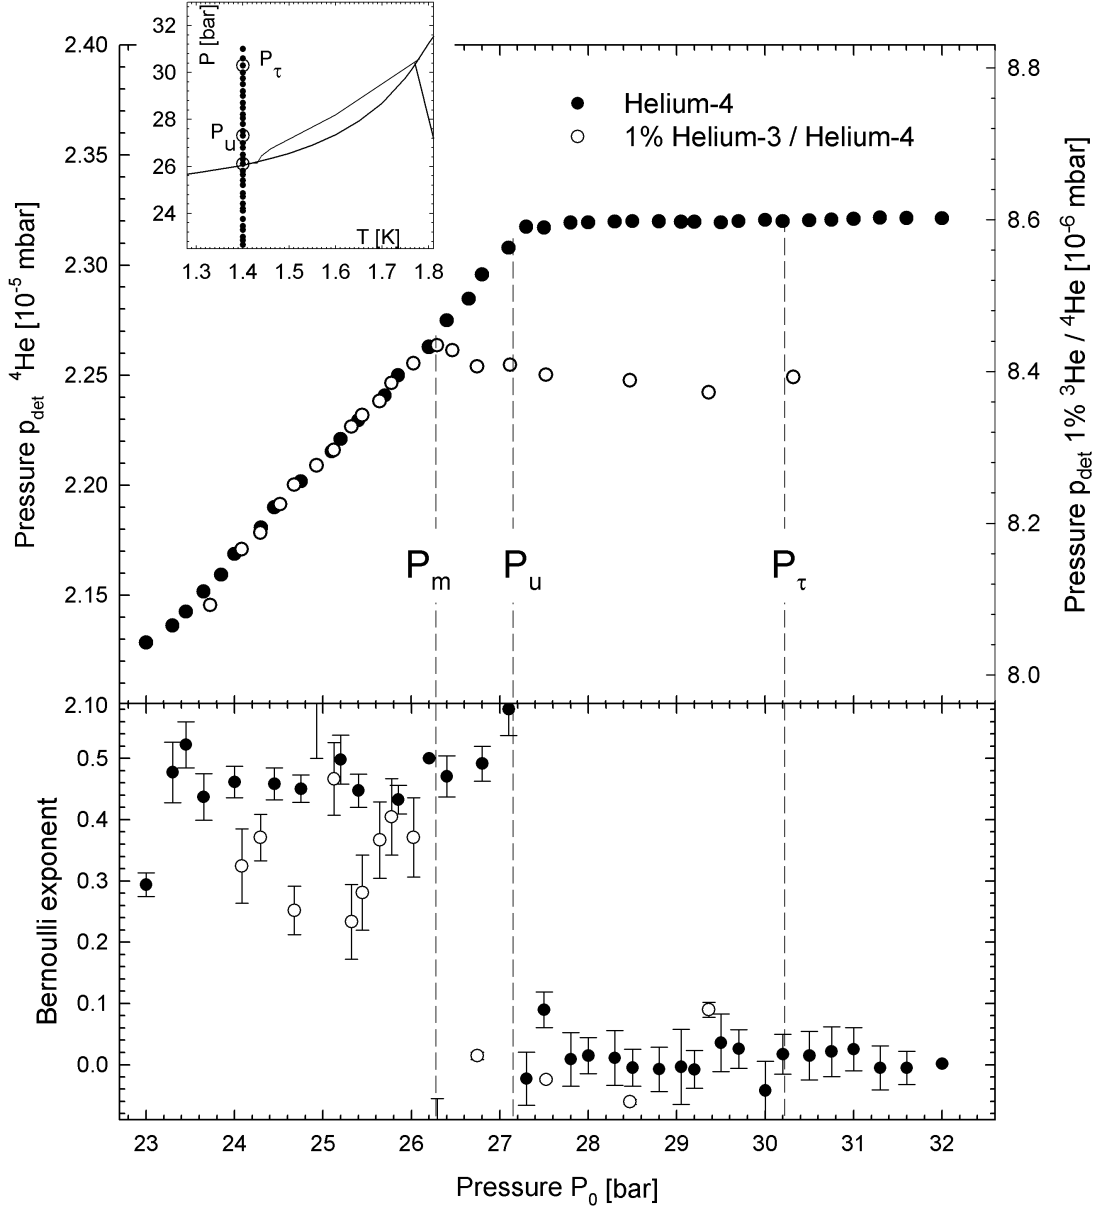 2.40
2.35
2.30
2.25
2.20
2.15
2.10
Pressure p_det ⁴He [10⁻⁵ mbar]
32
30
28
26
24
P [bar]
P_τ
P_u
T [K]
1.3 1.4 1.5 1.6 1.7 1.8
Helium-4
1% Helium-3 / Helium-4
8.8
8.6
8.4
8.2
8.0
Pressure p_det 1% ³He / ⁴He [10⁻⁶ mbar]
P_m P_u P_τ
0.5
0.4
0.3
0.2
0.1
0.0
Bernoulli exponent
23 24 25 26 27 28 29 30 31 32
Pressure P₀ [bar]